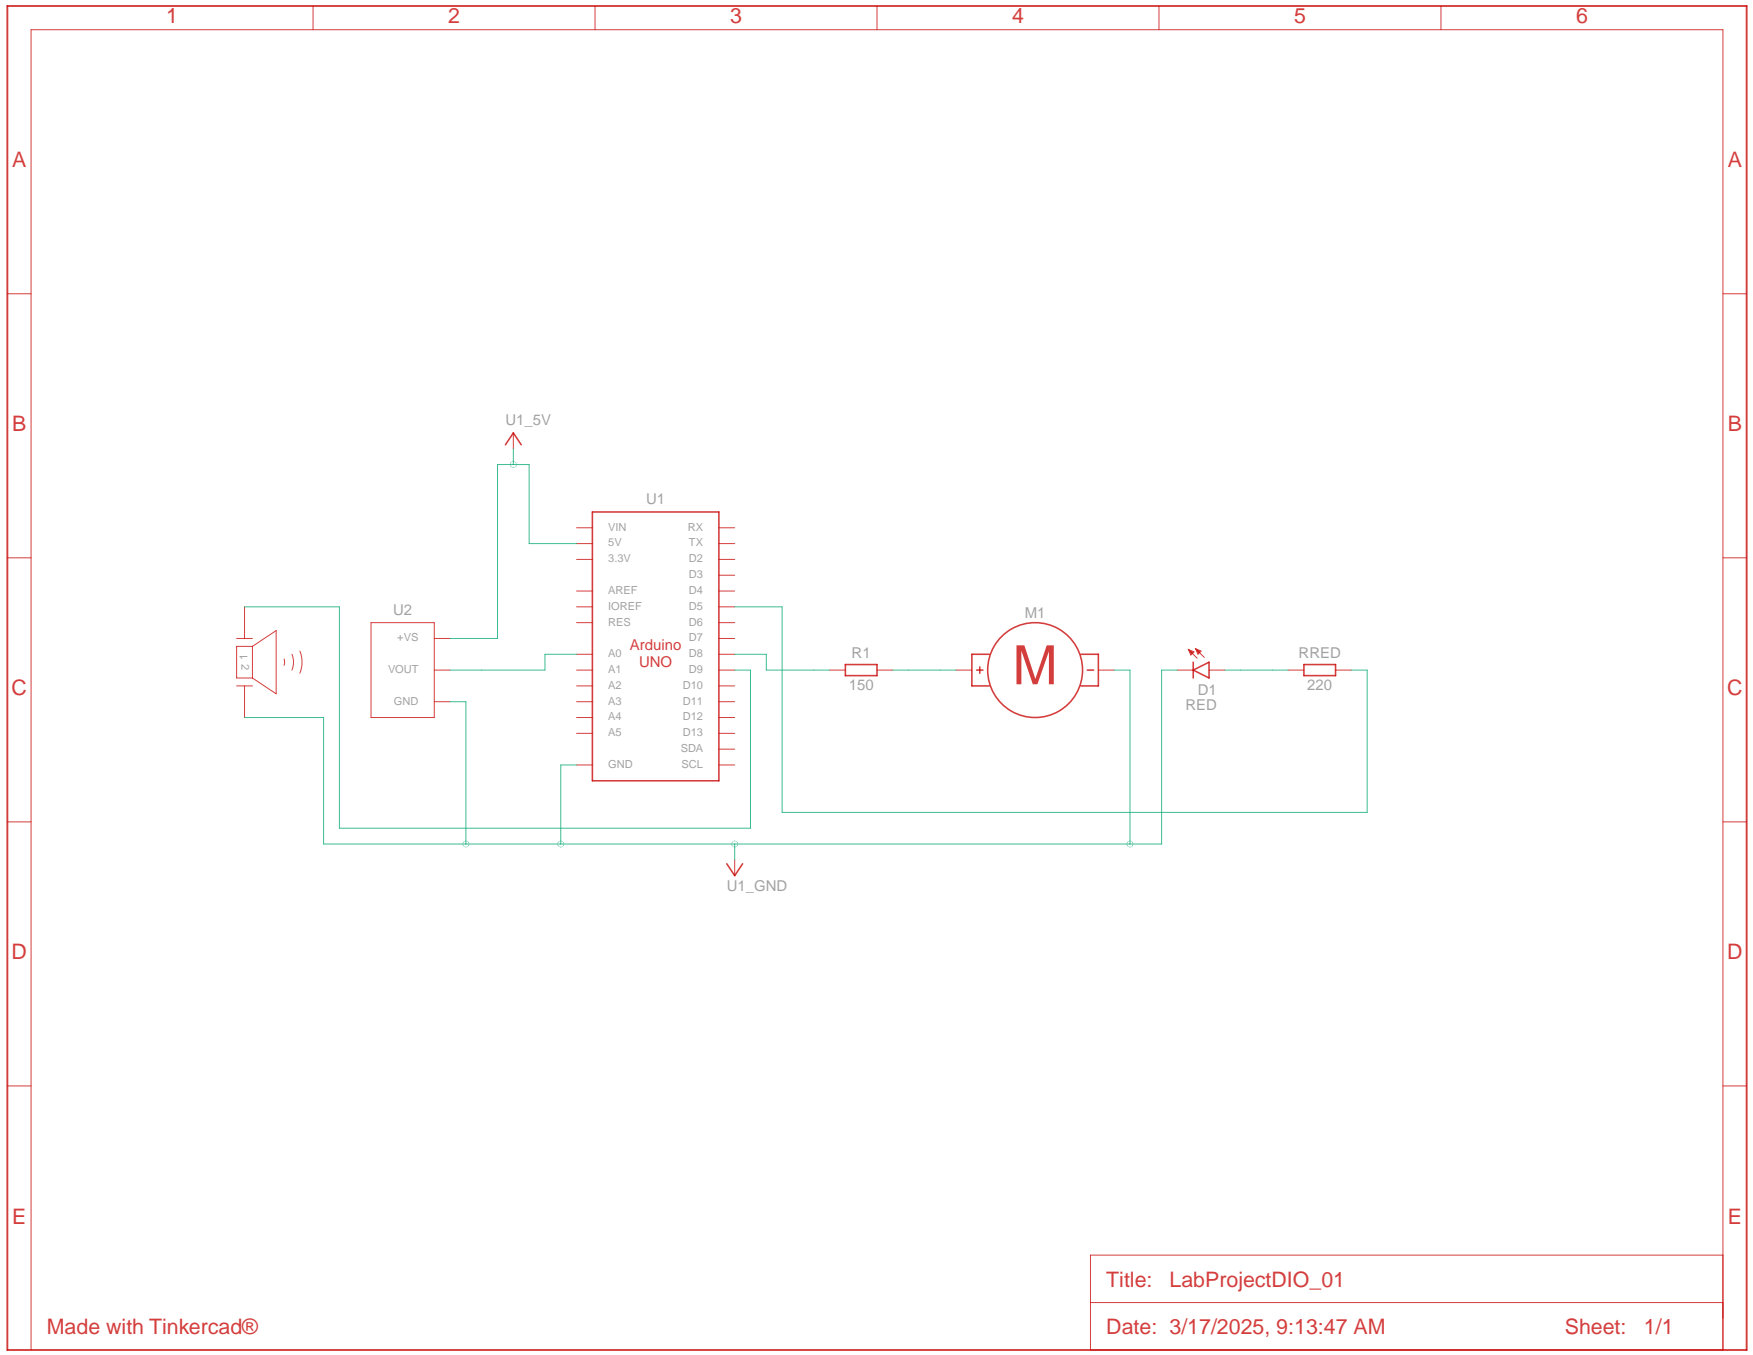 1 2 3 4 5 6
A A
U1_5V
B B
U1
VIN RX
5V TX
3.3V D2
D3
AREF D4
IOREF D5
RES D6
D7
A0 D8
A1 D9
A2 D10
A3 D11
A4 D12
A5 D13
SDA
GND SCL
Arduino
UNO
U2
+VS
VOUT
GND
1 2
R1
150
M1
+ M -
D1
RED
RRED
220
C C
U1_GND
D D
E E
Title: LabProjectDIO_01
Made with Tinkercad®
Date: 3/17/2025, 9:13:47 AM Sheet: 1/1